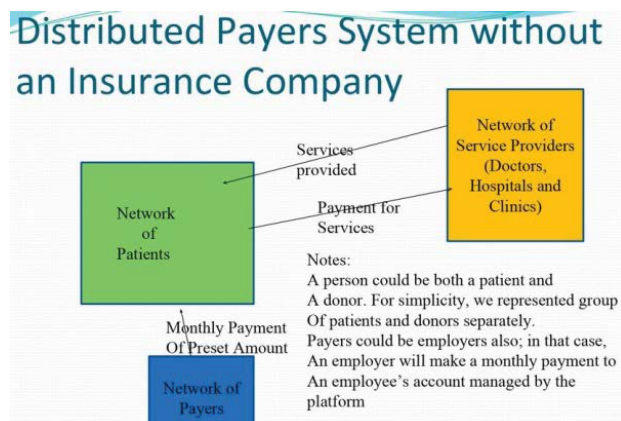 Distributed Payers System without
an Insurance Company
Network of
Service Providers
(Doctors,
Hospitals and
Clinics)
Services
provided
Network
of
Patients
Payment for
Services
Notes:
A person could be both a patient and
A donor. For simplicity, we represented group
Of patients and donors separately.
Payers could be employers also; in that case,
An employer will make a monthly payment to
An employee's account managed by the
platform
Monthly Payment
Of Preset Amount
Network of
Payers